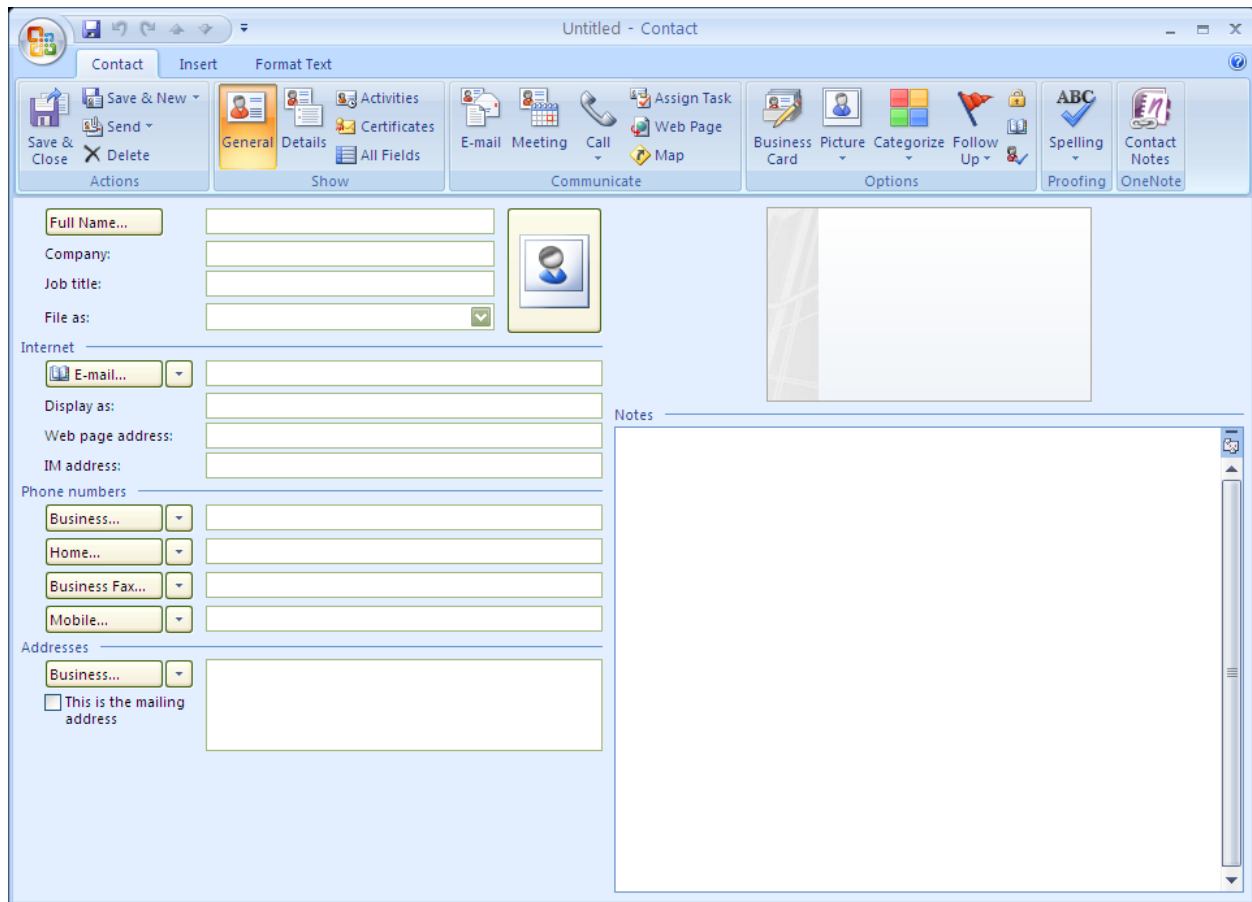 Untitled - Contact
Contact Insert Format Text
Save & Close
Save & New
Send
Delete
Actions
General
Details
Activities
Certificates
All Fields
Show
E-mail
Meeting
Call
Assign Task
Web Page
Map
Communicate
Business Card
Picture
Categorize
Follow Up
Options
ABC
Spelling
Proofing
Contact Notes
OneNote
Full Name...
Company:
Job title:
File as:
Internet
E-mail...
Display as:
Web page address:
IM address:
Phone numbers
Business...
Home...
Business Fax...
Mobile...
Addresses
Business...
This is the mailing
address
Notes